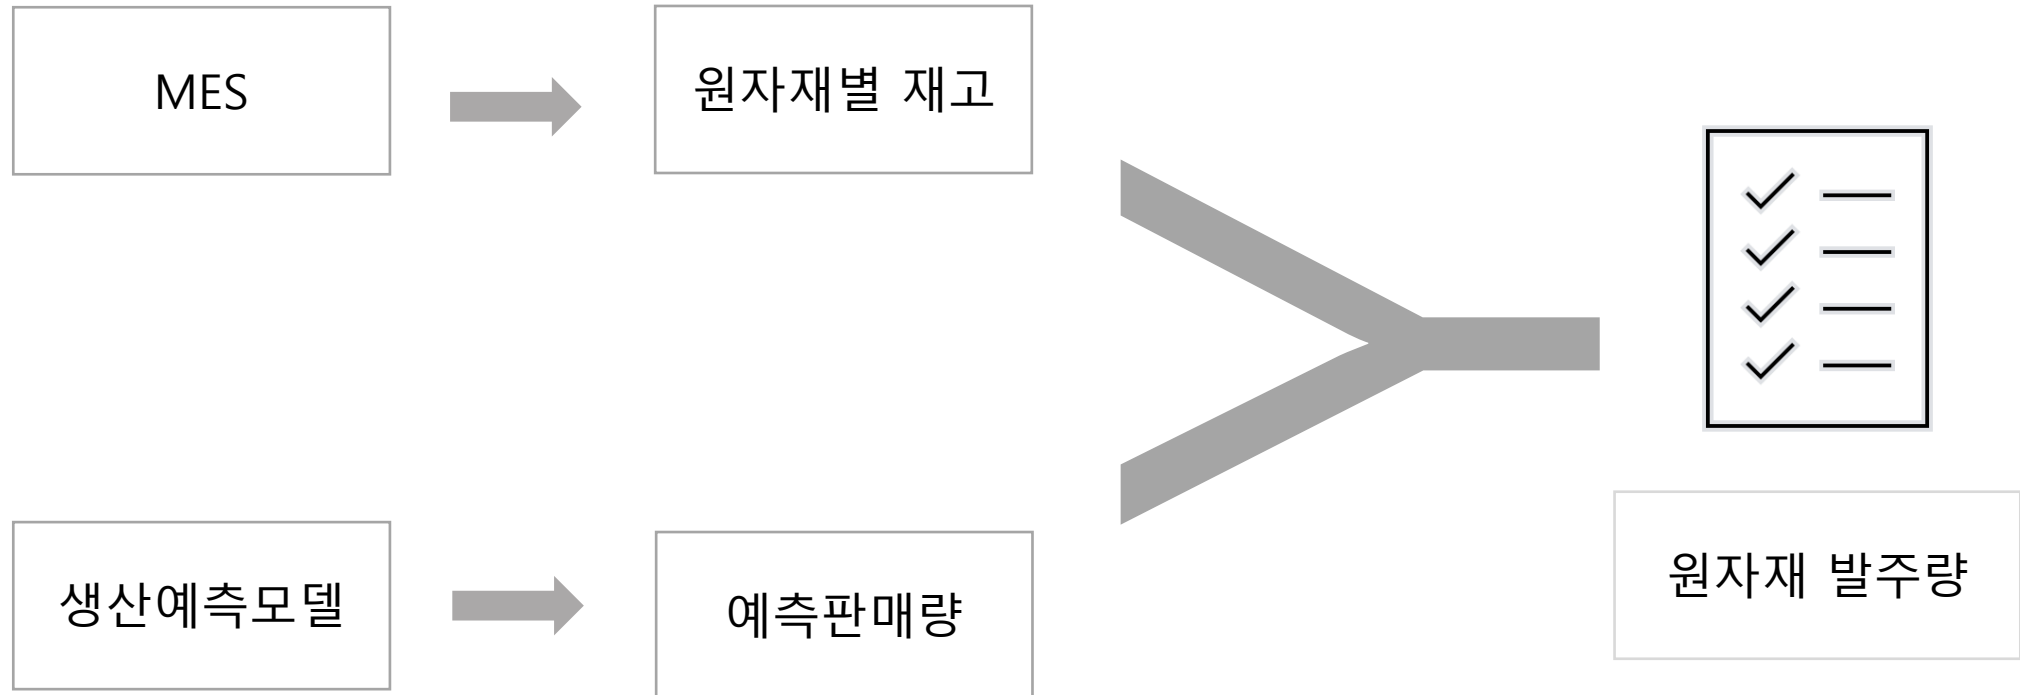 MES
원자재별 재고
생산예측모델
예측판매량
원자재 발주량